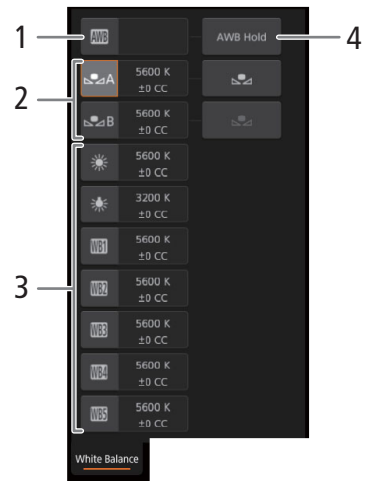 1 AWB AWB Hold 4
2 A 5600 K
±0 CC
B 5600 K
±0 CC
3 5600 K
±0 CC
3200 K
±0 CC
WB1 5600 K
±0 CC
WB2 5600 K
±0 CC
WB3 5600 K
±0 CC
WB4 5600 K
±0 CC
WB5 5600 K
±0 CC
White Balance